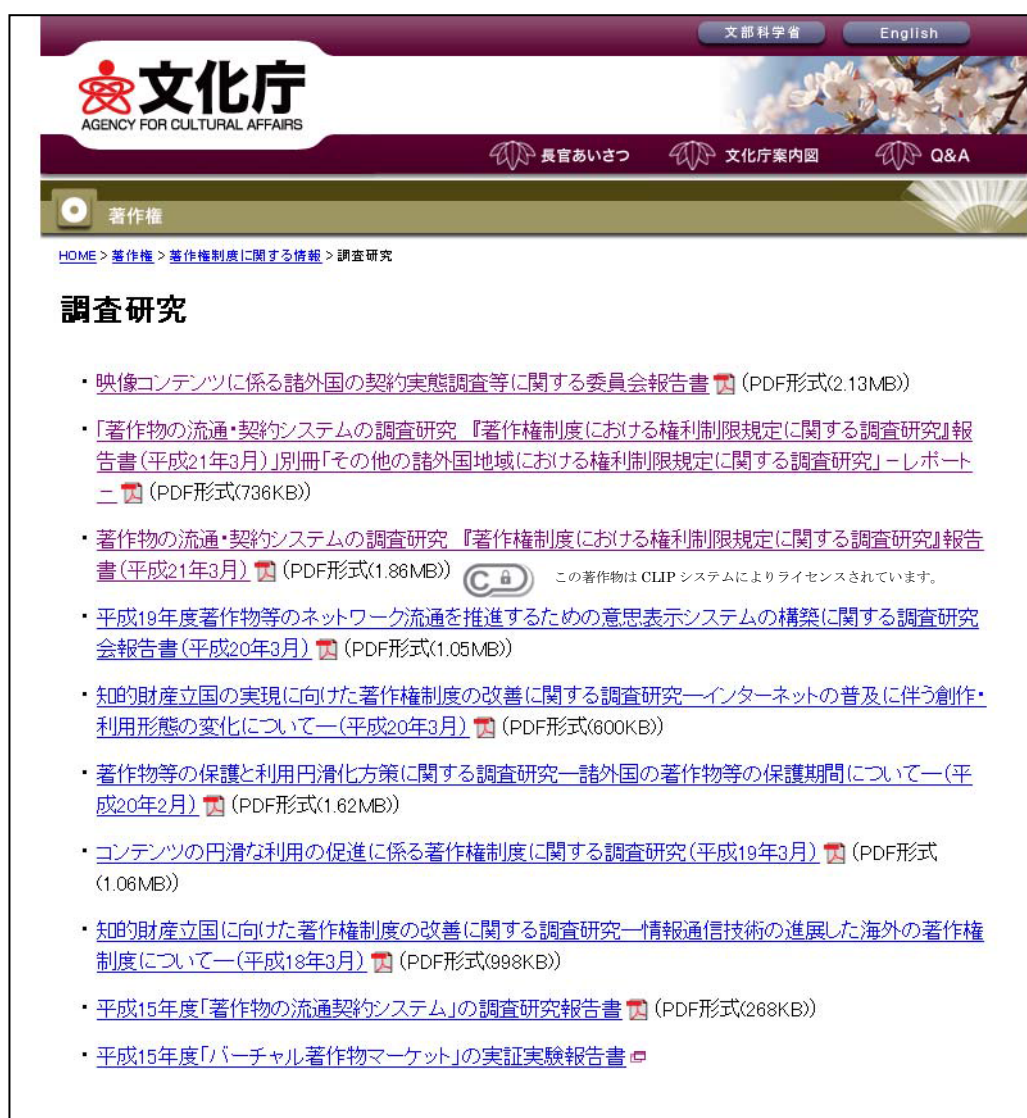 文部科学省 English
文化庁
AGENCY FOR CULTURAL AFFAIRS
長官あいさつ 文化庁案内図 Q&A
著作権
HOME > 著作権 > 著作権制度に関する情報 > 調査研究
調査研究
・映像コンテンツに係る諸外国の契約実態調査等に関する委員会報告書 (PDF形式(2.13MB))
・「著作物の流通・契約システムの調査研究 『著作権制度における権利制限規定に関する調査研究』報
告書(平成21年3月)」別冊「その他の諸外国地域における権利制限規定に関する調査研究」-レポート
- (PDF形式(736KB))
・著作物の流通・契約システムの調査研究 『著作権制度における権利制限規定に関する調査研究』報告
書(平成21年3月) (PDF形式(1.86MB)) C この著作物は CLIP システムによりライセンスされています。
・平成19年度著作物等のネットワーク流通を推進するための意思表示システムの構築に関する調査研究
会報告書(平成20年3月) (PDF形式(1.05MB))
・知的財産立国の実現に向けた著作権制度の改善に関する調査研究―インターネットの普及に伴う創作・
利用形態の変化について―(平成20年3月) (PDF形式(600KB))
・著作物等の保護と利用円滑化方策に関する調査研究―諸外国の著作物等の保護期間について―(平
成20年2月) (PDF形式(1.62MB))
・コンテンツの円滑な利用の促進に係る著作権制度に関する調査研究(平成19年3月) (PDF形式
(1.06MB))
・知的財産立国に向けた著作権制度の改善に関する調査研究―情報通信技術の進展した海外の著作権
制度について―(平成18年3月) (PDF形式(998KB))
・平成15年度「著作物の流通契約システム」の調査研究報告書 (PDF形式(268KB))
・平成15年度「バーチャル著作物マーケット」の実証実験報告書